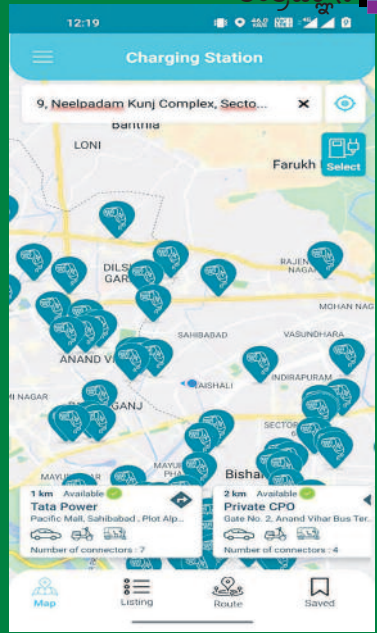 12:19
Charging Station
9, Neelpadam Kunj Complex, Secto...
Banthla
LONI
Farukh
Select
DILS
GAR
RAJEN
NAGA
MOHAN NAG
SAHIBABAD
VASUNDHARA
ANAND V
VAISHALI
INDIRAPURAM
NAGAR
GANJ
SECTOR
MAYU
MAYU
PHA
Bisha
1 km Available
Tata Power
Pacific Mall, Sahibabad , Plot Alp...
Number of connectors : 7
2 km Available
Private CPO
Gate No. 2, Anand Vihar Bus Ter...
Number of connectors : 4
Map
Listing
Route
Saved